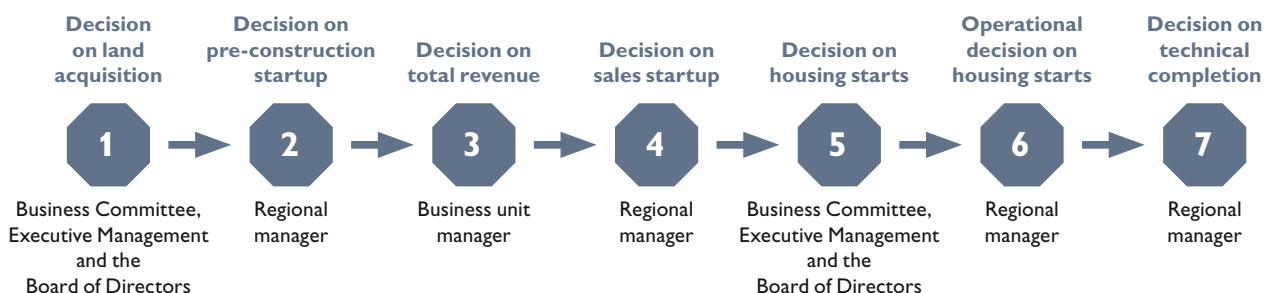 Decision
on land
acquisition
Decision on
pre-construction
startup
Decision on
total revenue
Decision on
sales startup
Decision on
housing starts
Operational
decision on
housing starts
Decision on
technical
completion
1
2
3
4
5
6
7
Business Committee,
Executive Management
and the
Board of Directors
Regional
manager
Business unit
manager
Regional
manager
Business Committee,
Executive Management
and the
Board of Directors
Regional
manager
Regional
manager